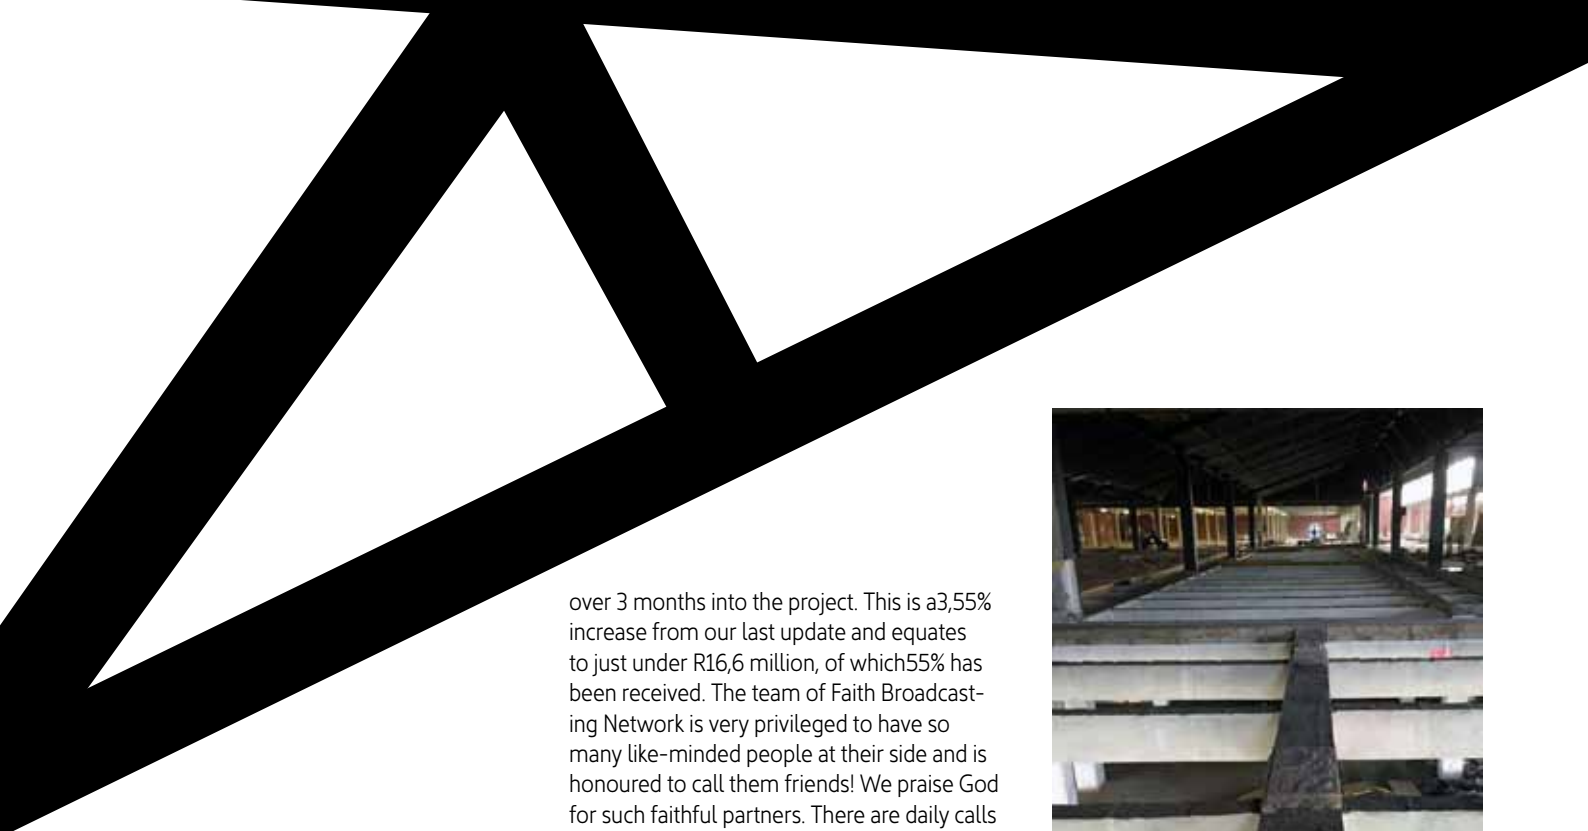 over 3 months into the project. This is a3,55%
increase from our last update and equates
to just under R16,6 million, of which55% has
been received. The team of Faith Broadcast-
ing Network is very privileged to have so
many like-minded people at their side and is
honoured to call them friends! We praise God
for such faithful partners. There are daily calls